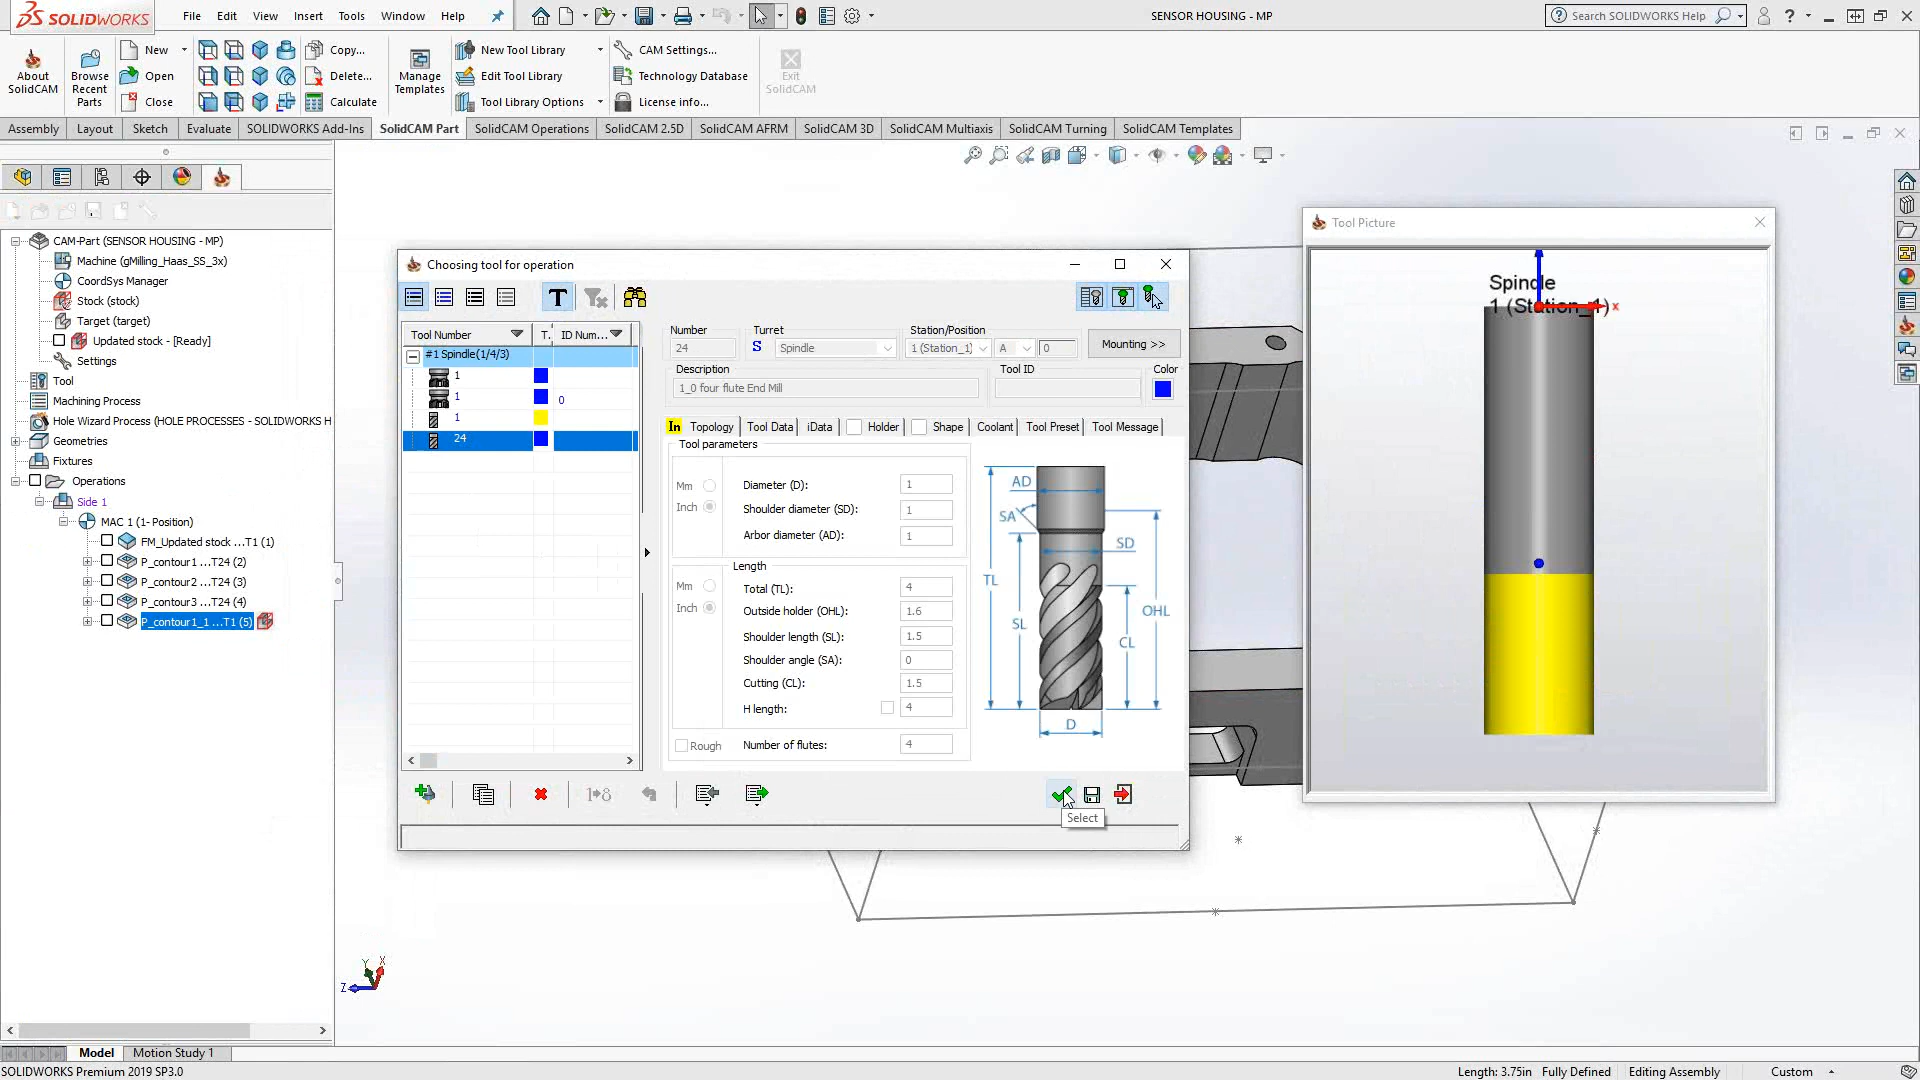 SOLIDWORKS
File Edit View Insert Tools Window Help
SENSOR HOUSING - MP
Search SOLIDWORKS Help
About SolidCAM
Browse Recent Parts
New
Open
Close
Copy...
Delete...
Calculate
Manage Templates
New Tool Library
Edit Tool Library
Tool Library Options
CAM Settings...
Technology Database
License info...
Exit SolidCAM
Assembly Layout Sketch Evaluate SOLIDWORKS Add-Ins SolidCAM Part SolidCAM Operations SolidCAM 2.5D SolidCAM AFRM SolidCAM 3D SolidCAM Multiaxis SolidCAM Turning SolidCAM Templates
CAM-Part (SENSOR HOUSING - MP)
Machine (gMilling_Haas_SS_3x)
CoordSys Manager
Stock (stock)
Target (target)
Updated stock - [Ready]
Settings
Tool
Machining Process
Hole Wizard Process (HOLE PROCESSES - SOLIDWORKS H
Geometries
Fixtures
Operations
Side 1
MAC 1 (1- Position)
FM_Updated stock ...T1 (1)
P_contour1 ...T24 (2)
P_contour2 ...T24 (3)
P_contour3 ...T24 (4)
P_contour1_1 ...T1 (5)
Choosing tool for operation
Tool Number T. ID Num...
#1 Spindle(1/4/3)
1
1 0
1
24
Number Turret Station/Position
24 S Spindle 1 (Station_1) A 0 Mounting >>
Description Tool ID Color
1_0 four flute End Mill
In Topology Tool Data iData Holder Shape Coolant Tool Preset Tool Message
Tool parameters
Mm
Inch
Diameter (D): 1
Shoulder diameter (SD): 1
Arbor diameter (AD): 1
Length
Mm
Inch
Total (TL): 4
Outside holder (OHL): 1.6
Shoulder length (SL): 1.5
Shoulder angle (SA): 0
Cutting (CL): 1.5
H length: 4
Rough Number of flutes: 4
AD
SA
SD
TL
OHL
SL
CL
D
1→8
Select
Tool Picture
Spindle
1 (Station_1)
x
Y X
Z
Model Motion Study 1
SOLIDWORKS Premium 2019 SP3.0
Length: 3.75in Fully Defined Editing Assembly Custom